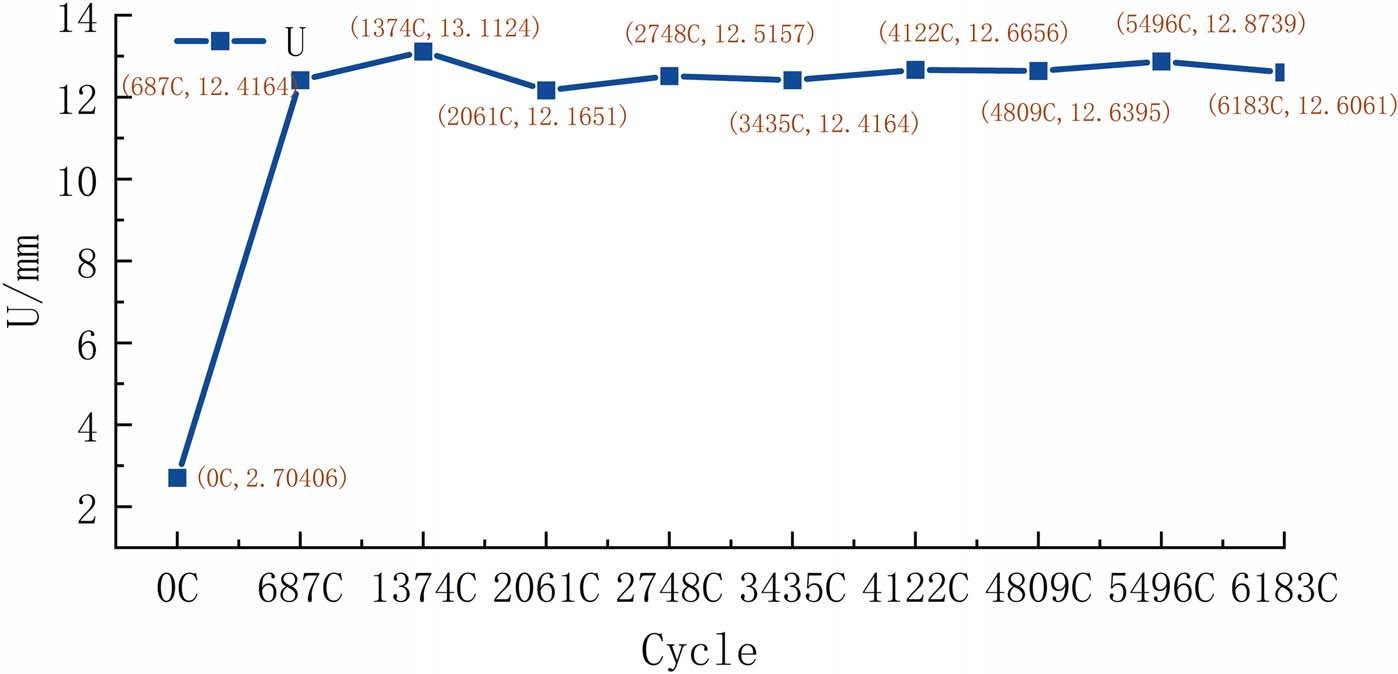 U
(1374C, 13.1124)
(2748C, 12.5157)
(4122C, 12.6656)
(5496C, 12.8739)
(687C, 12.4164)
(2061C, 12.1651)
(3435C, 12.4164)
(4809C, 12.6395)
(6183C, 12.6061)
(0C, 2.70406)
14
12
10
8
6
4
2
U/mm
0C 687C 1374C 2061C 2748C 3435C 4122C 4809C 5496C 6183C
Cycle